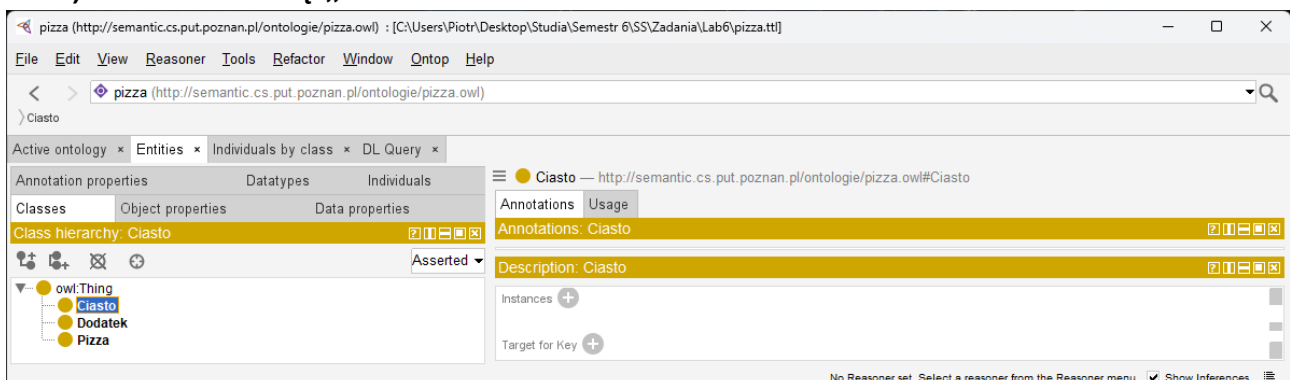 pizza (http://semantic.cs.put.poznan.pl/ontologie/pizza.owl) : [C:\Users\Piotr\Desktop\Studia\Semestr 6\SS\Zadania\Lab6\pizza.ttl]
File Edit View Reasoner Tools Refactor Window Ontop Help
pizza (http://semantic.cs.put.poznan.pl/ontologie/pizza.owl)
Ciasto
Active ontology × Entities × Individuals by class × DL Query ×
Annotation properties Datatypes Individuals
Classes Object properties Data properties
Class hierarchy: Ciasto
Asserted
owl:Thing
Ciasto
Dodatek
Pizza
Ciasto — http://semantic.cs.put.poznan.pl/ontologie/pizza.owl#Ciasto
Annotations Usage
Annotations: Ciasto
Description: Ciasto
Instances
Target for Key
No Reasoner set. Select a reasoner from the Reasoner menu Show Inferences